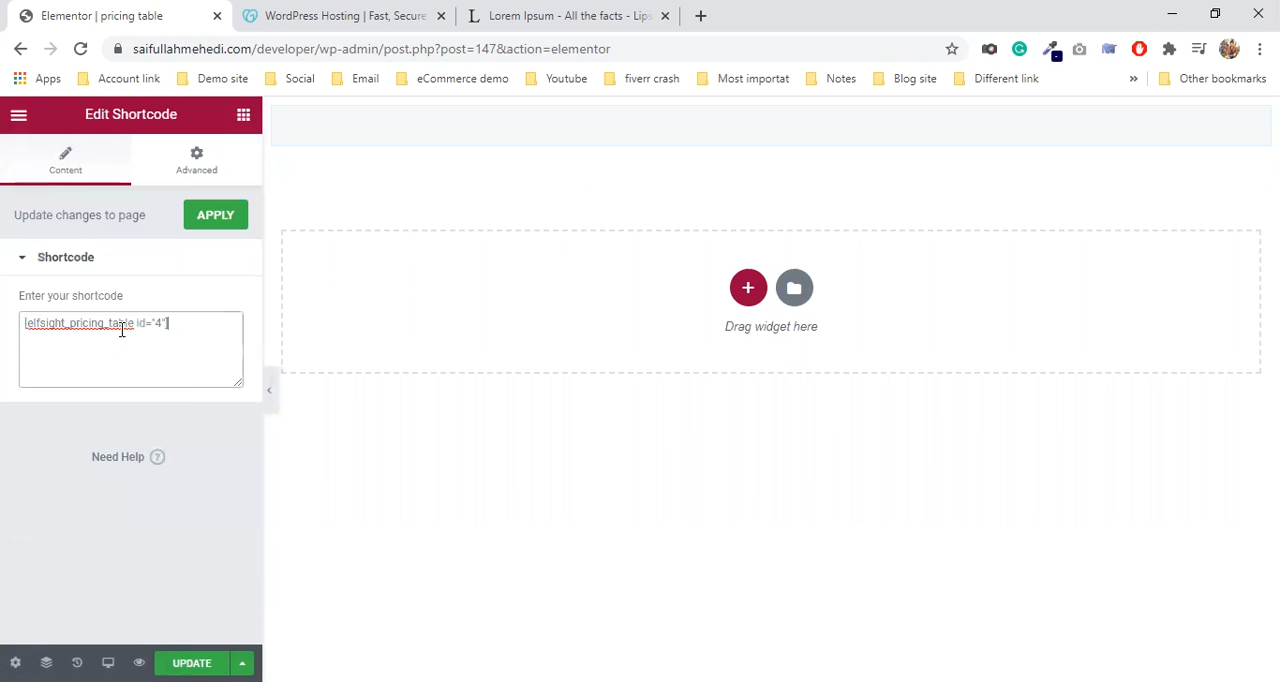 Elementor | pricing table
WordPress Hosting | Fast, Secure
Lorem Ipsum - All the facts - Lips
saifullahmehedi.com/developer/wp-admin/post.php?post=147&action=elementor
Apps
Account link
Demo site
Social
Email
eCommerce demo
Youtube
fiverr crash
Most importat
Notes
Blog site
Different link
»
Other bookmarks
Edit Shortcode
Content
Advanced
Update changes to page
APPLY
Shortcode
Enter your shortcode
[elfsight_pricing_table id="4"]
Drag widget here
Need Help ?
UPDATE